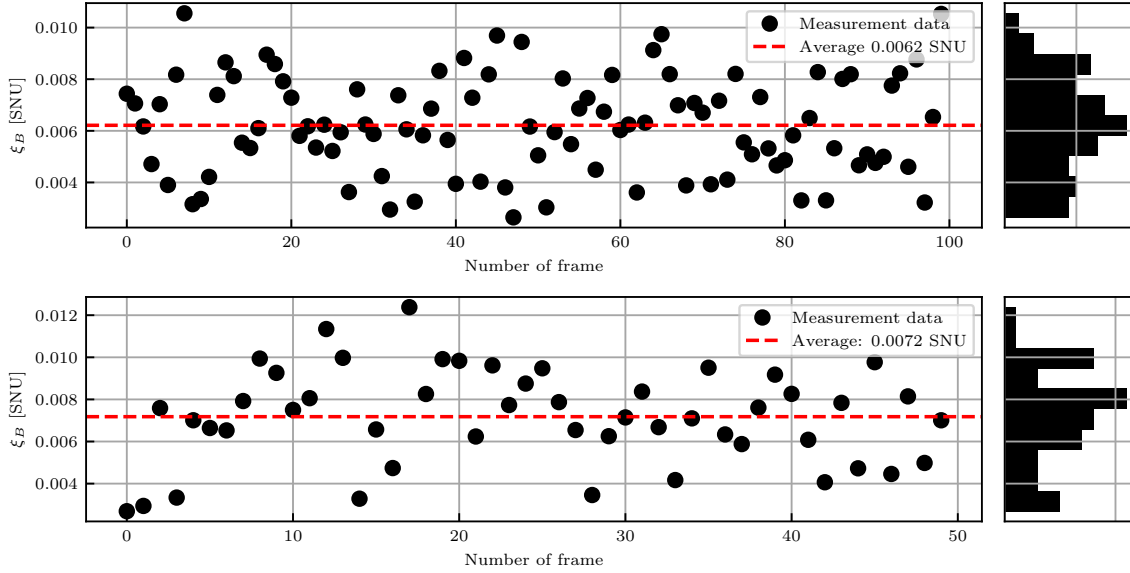 0.010
0.008
0.006
0.004
ξ_B [SNU]
Measurement data
Average 0.0062 SNU
0 20 40 60 80 100
Number of frame
0.012
0.010
0.008
0.006
0.004
ξ_B [SNU]
Measurement data
Average: 0.0072 SNU
0 10 20 30 40 50
Number of frame